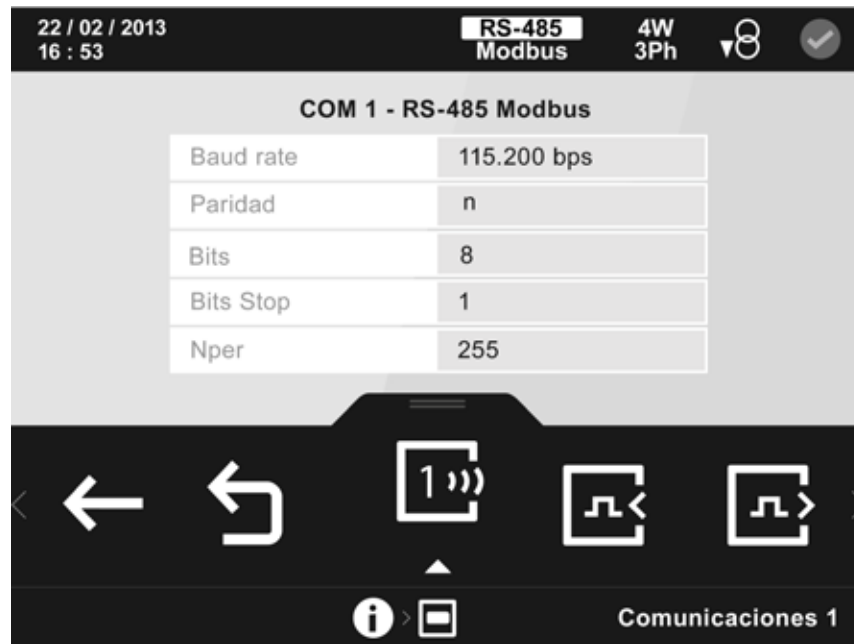 22 / 02 / 2013
16 : 53
RS-485
Modbus
4W
3Ph
COM 1 - RS-485 Modbus
Baud rate 115.200 bps
Paridad n
Bits 8
Bits Stop 1
Nper 255
1
Comunicaciones 1